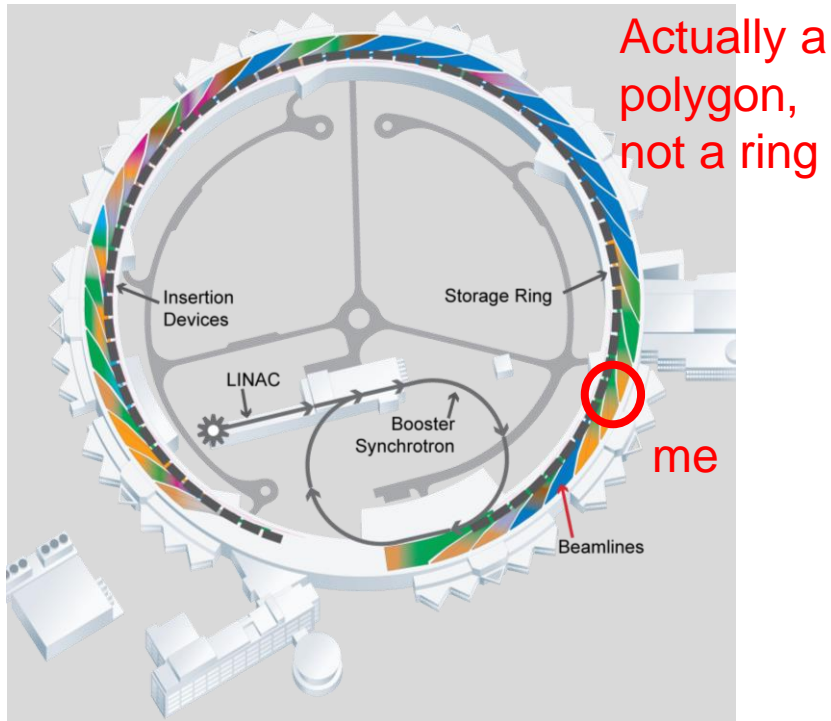 Actually a
polygon,
not a ring
Insertion
Devices
Storage Ring
LINAC
Booster
Synchrotron
me
Beamlines